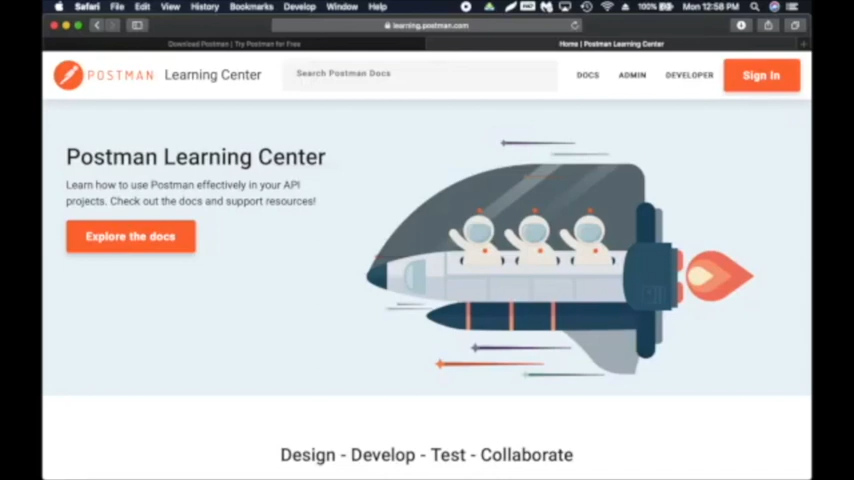 Safari File Edit View History Bookmarks Develop Window Help 100% Mon 12:58 PM
learning.postman.com
Download Postman | Try Postman for Free Home | Postman Learning Center
POSTMAN Learning Center Search Postman Docs DOCS ADMIN DEVELOPER Sign In
Postman Learning Center
Learn how to use Postman effectively in your API
projects. Check out the docs and support resources!
Explore the docs
Design - Develop - Test - Collaborate